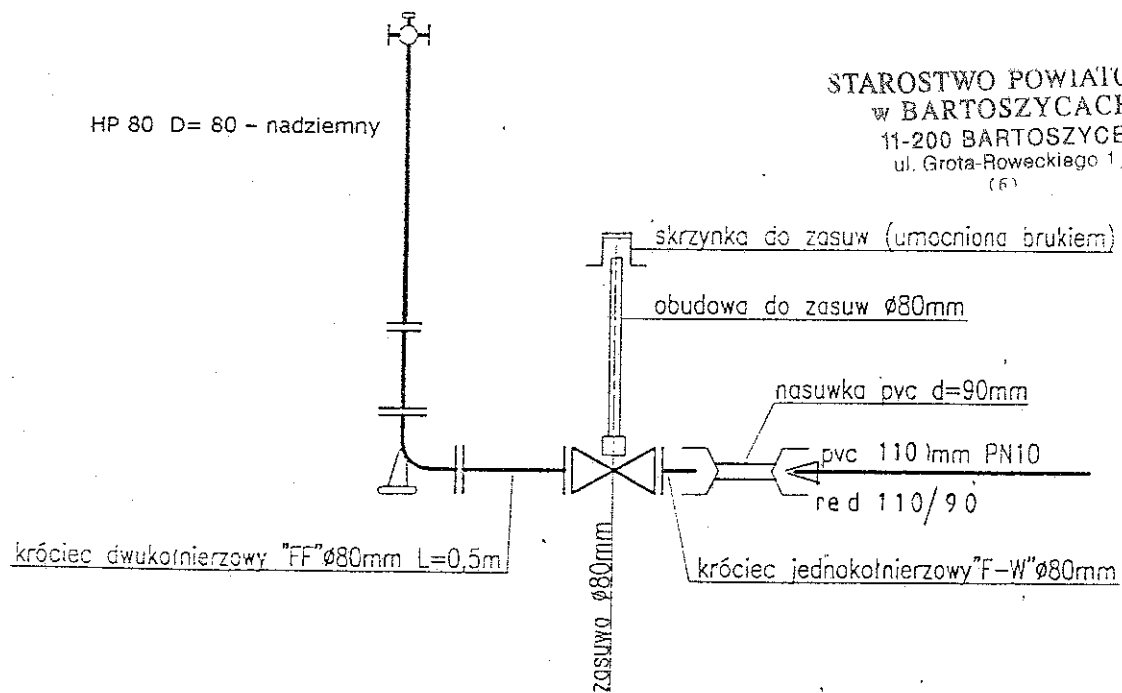 STAROSTWO POWIATO
w BARTOSZYCACH
11-200 BARTOSZYCE
ul. Grota-Roweckiego 1,
(6)
HP 80 D= 80 – nadziemny
skrzynka do zasuw (umocniona brukiem)
obudowa do zasuw ø80mm
nasuwka pvc d=90mm
pvc 110 mm PN10
red 110/90
króciec dwukołnierzowy "FF"ø80mm L=0,5m
króciec jednokołnierzowy"F-W"ø80mm
zasuwa ø80mm